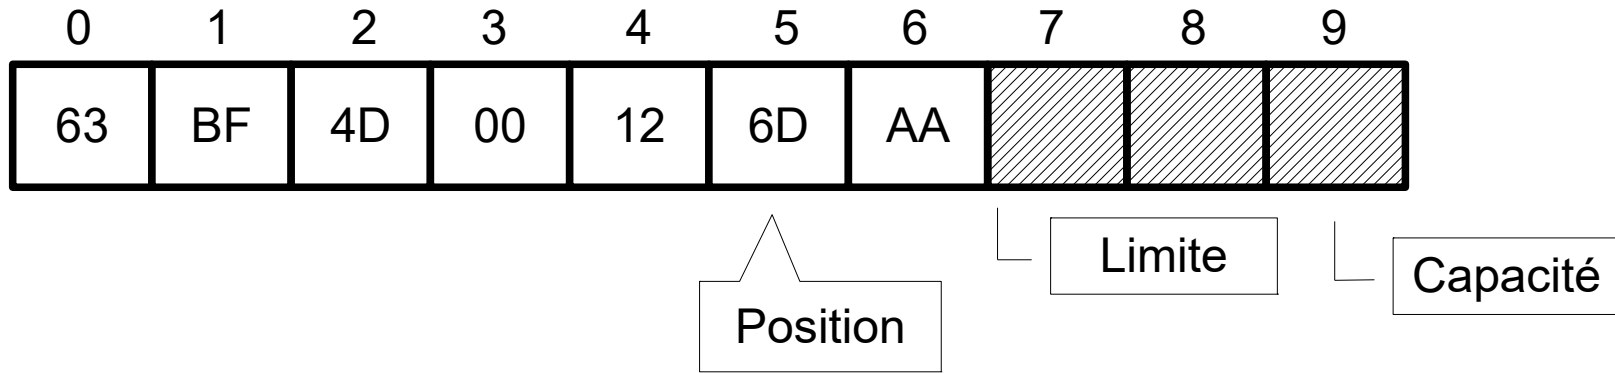 0 1 2 3 4 5 6 7 8 9
63 BF 4D 00 12 6D AA
Limite
Capacité
Position